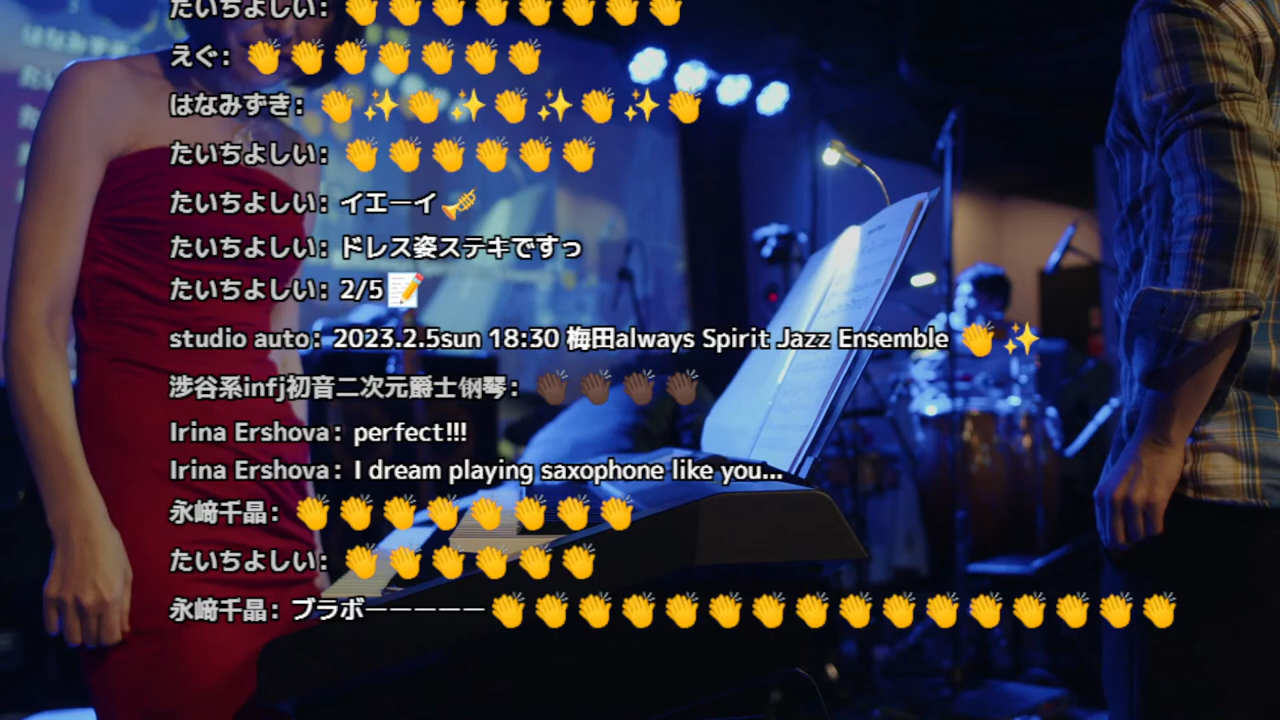 たいちよしい: 👏👏👏👏👏👏👏👏
えぐ: 👏👏👏👏👏👏👏
はなみずき: 👏✨👏✨👏✨👏✨👏
たいちよしい: 👏👏👏👏👏👏
たいちよしい: イエーイ🎺
たいちよしい: ドレス姿ステキですっ
たいちよしい: 2/5📝
studio auto: 2023.2.5sun 18:30 梅田always Spirit Jazz Ensemble 👏✨
渉谷系infj初音二次元爵士钢琴: 👏🏿👏🏿👏🏿👏🏿
Irina Ershova: perfect!!!
Irina Ershova: I dream playing saxophone like you...
永﨑千晶: 👏👏👏👏👏👏👏👏
たいちよしい: 👏👏👏👏👏👏
永﨑千晶: ブラボーーーーー👏👏👏👏👏👏👏👏👏👏👏👏👏👏👏👏